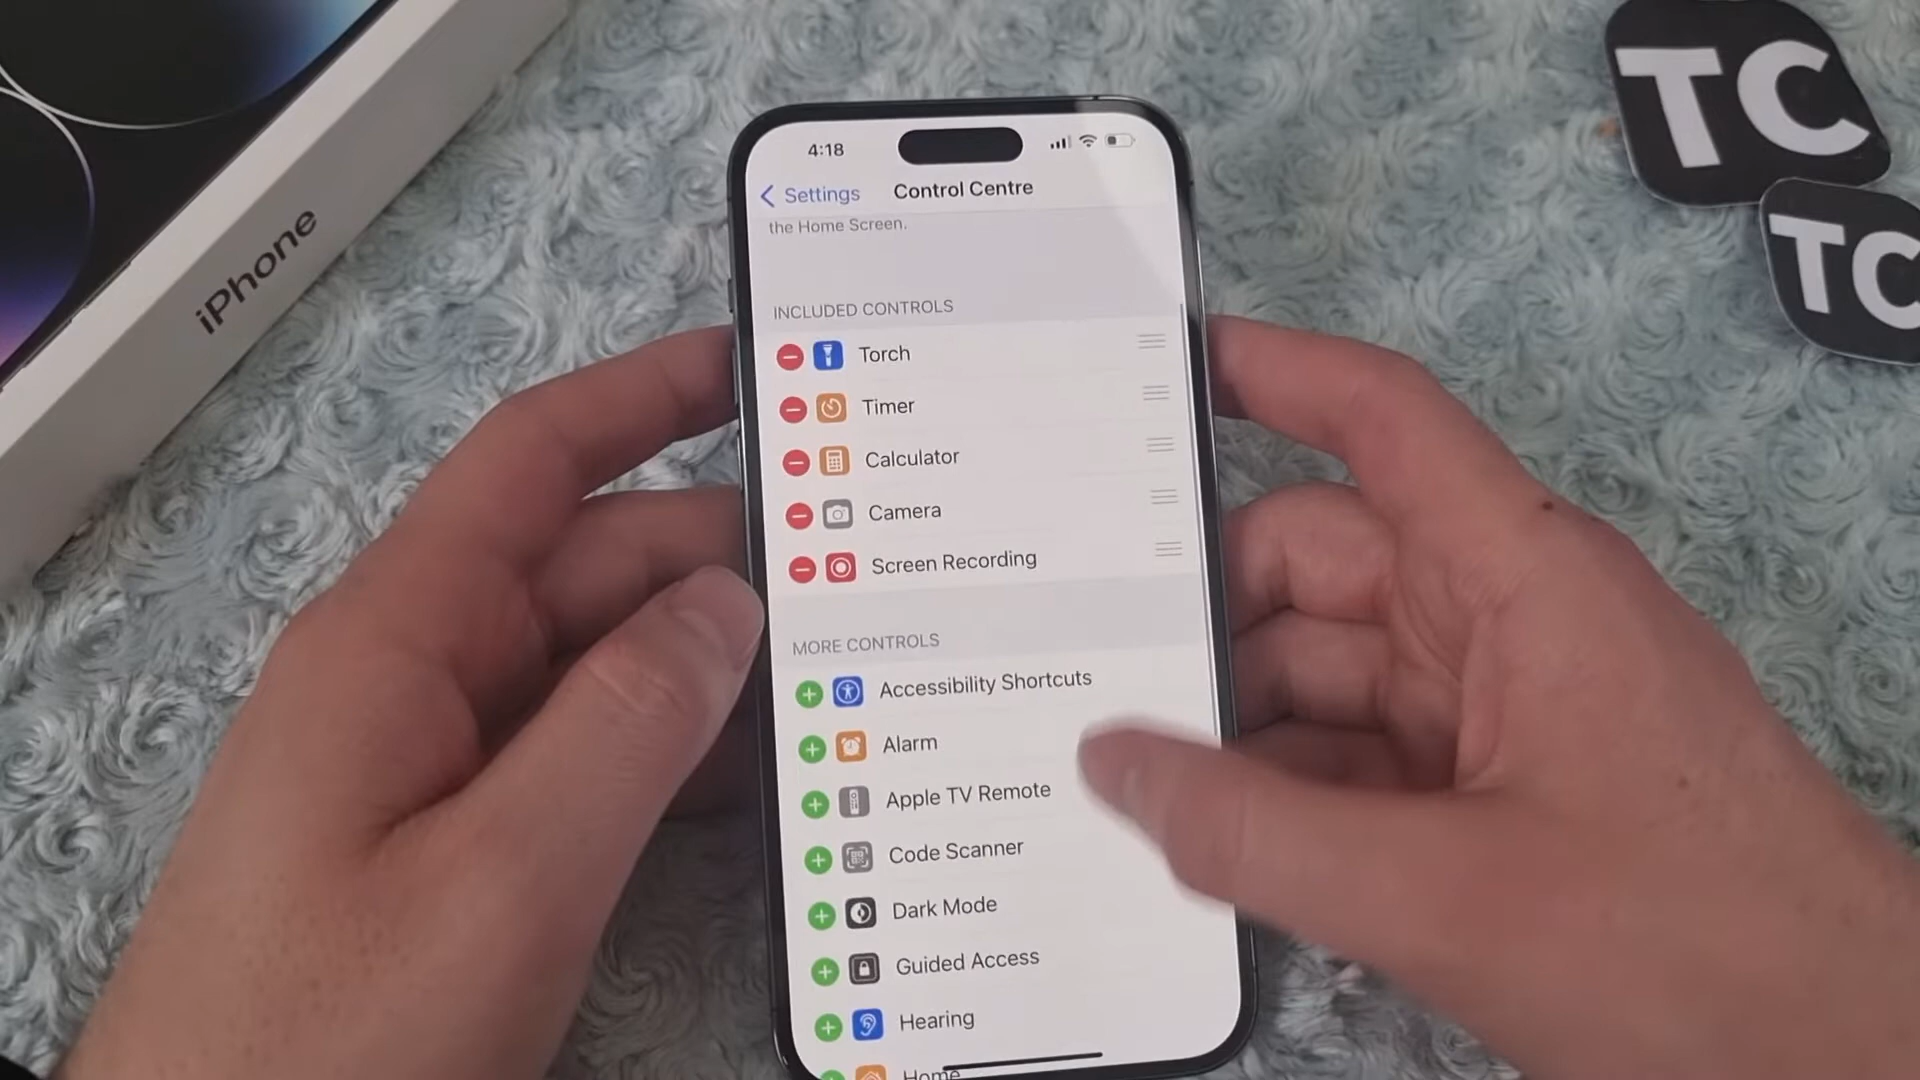 iPhone
TC
TC
4:18
Settings
Control Centre
the Home Screen.
INCLUDED CONTROLS
Torch
Timer
Calculator
Camera
Screen Recording
MORE CONTROLS
Accessibility Shortcuts
Alarm
Apple TV Remote
Code Scanner
Dark Mode
Guided Access
Hearing
Home